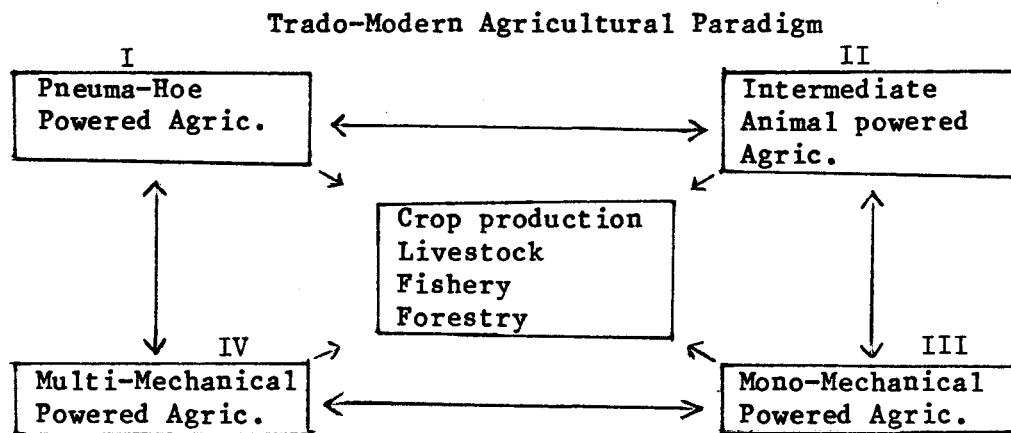 Trado-Modern Agricultural Paradigm
I
Pneuma-Hoe
Powered Agric.
II
Intermediate
Animal powered
Agric.
Crop production
Livestock
Fishery
Forestry
IV
Multi-Mechanical
Powered Agric.
III
Mono-Mechanical
Powered Agric.